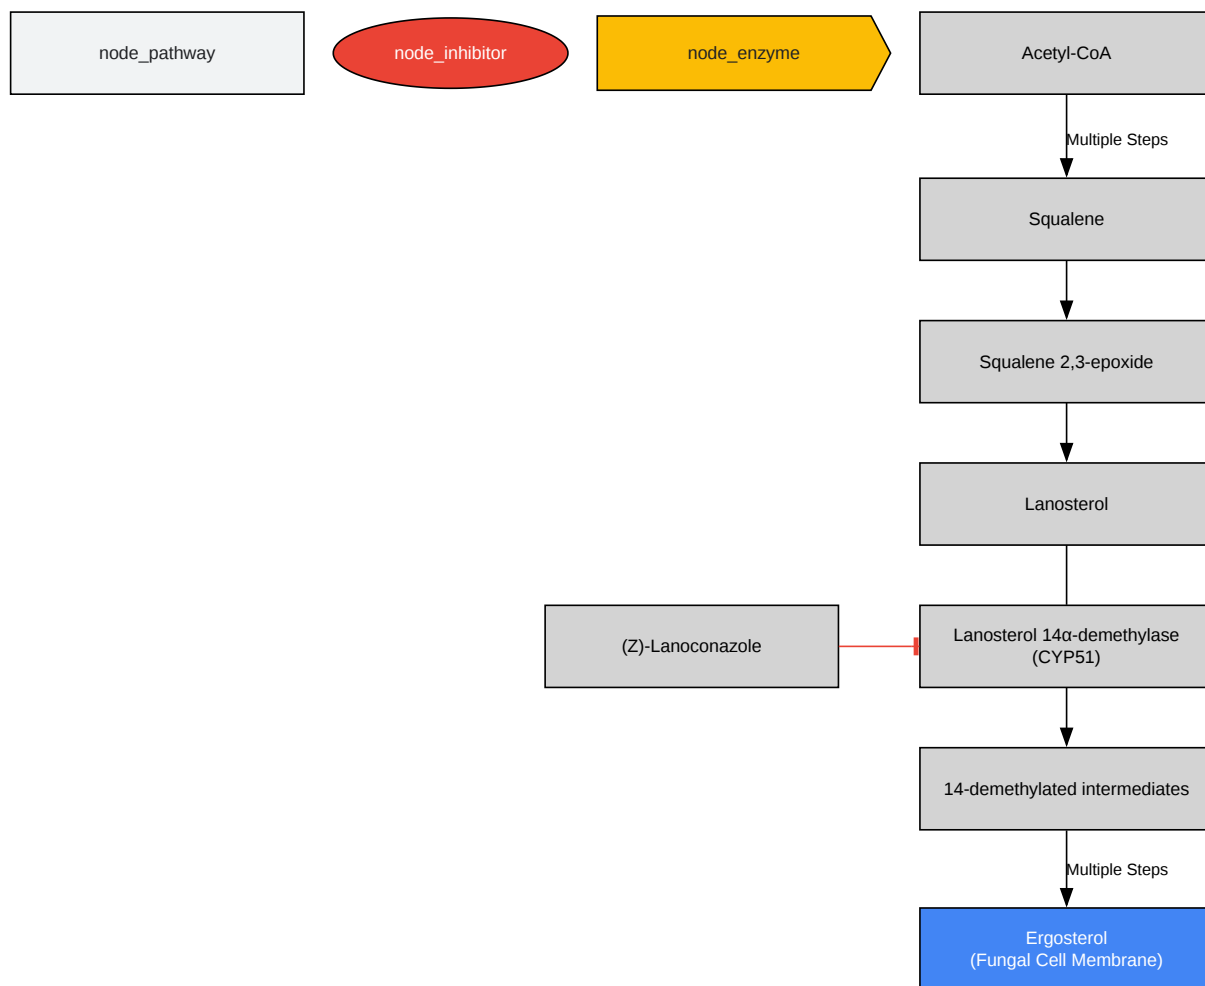 node_pathway
node_inhibitor
node_enzyme
Acetyl-CoA
Multiple Steps
Squalene
Squalene 2,3-epoxide
Lanosterol
(Z)-Lanoconazole
Lanosterol 14α-demethylase
(CYP51)
14-demethylated intermediates
Multiple Steps
Ergosterol
(Fungal Cell Membrane)